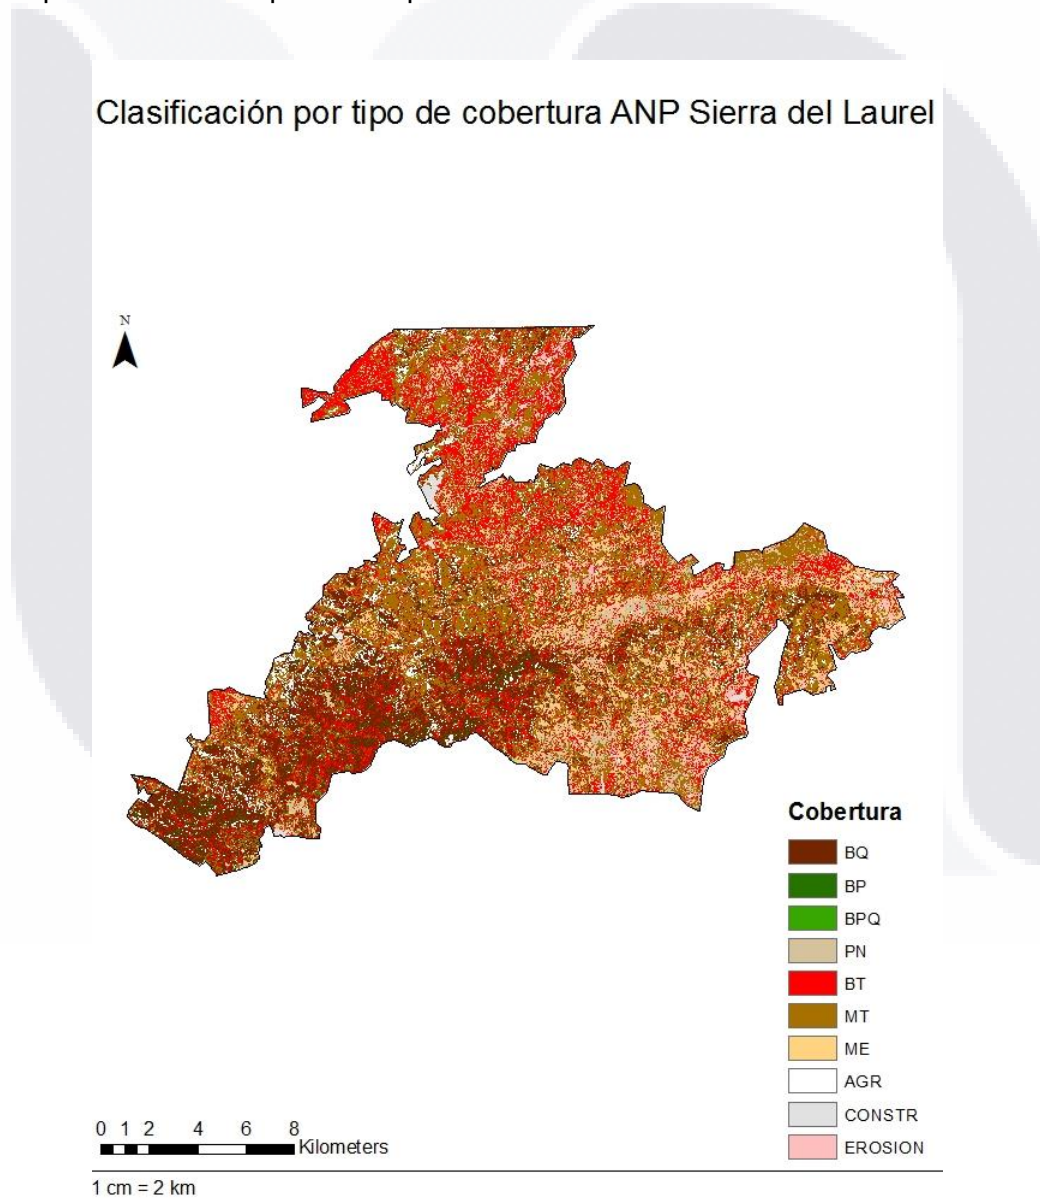 Clasificación por tipo de cobertura ANP Sierra del Laurel
N
Cobertura
BQ
BP
BPQ
PN
BT
MT
ME
AGR
CONSTR
EROSION
0 1 2 4 6 8
Kilometers
1 cm = 2 km